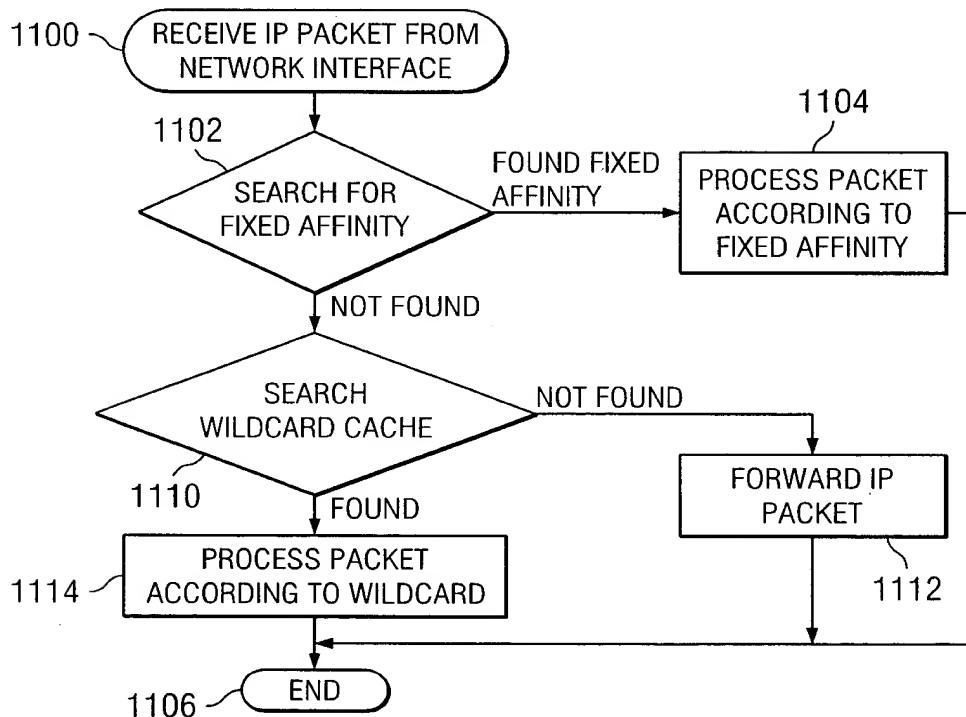 1100
RECEIVE IP PACKET FROM
NETWORK INTERFACE
1102
SEARCH FOR
FIXED AFFINITY
FOUND FIXED
AFFINITY
1104
PROCESS PACKET
ACCORDING TO
FIXED AFFINITY
NOT FOUND
SEARCH
WILDCARD CACHE
1110
NOT FOUND
FORWARD IP
PACKET
1112
FOUND
1114
PROCESS PACKET
ACCORDING TO WILDCARD
1106
END